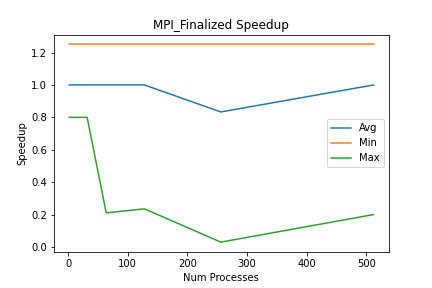 MPI_Finalized Speedup
Speedup
1.2
1.0
0.8
0.6
0.4
0.2
0.0
Avg
Min
Max
0 100 200 300 400 500
Num Processes